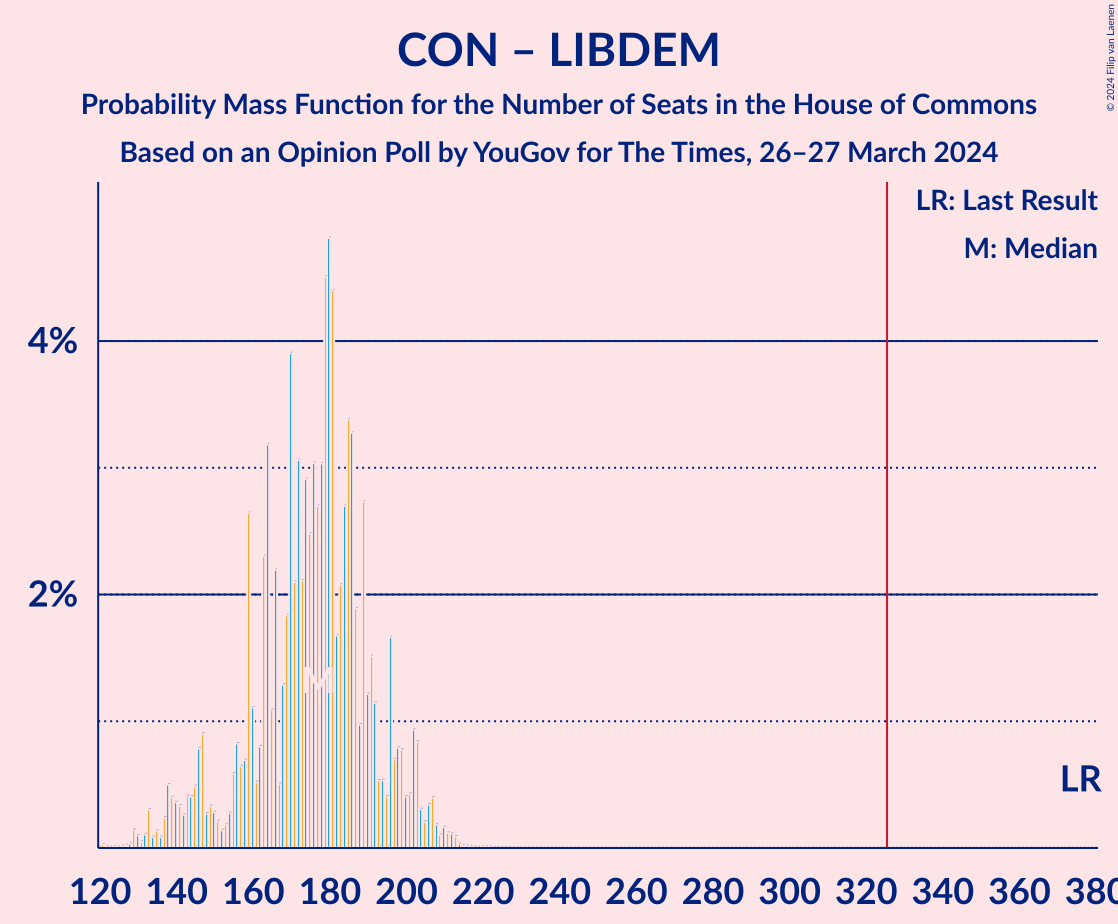 CON – LIBDEM
Probability Mass Function for the Number of Seats in the House of Commons
Based on an Opinion Poll by YouGov for The Times, 26–27 March 2024
© 2024 Filip van Laenen
LR: Last Result
M: Median
4%
2%
M
LR
120 140 160 180 200 220 240 260 280 300 320 340 360 380